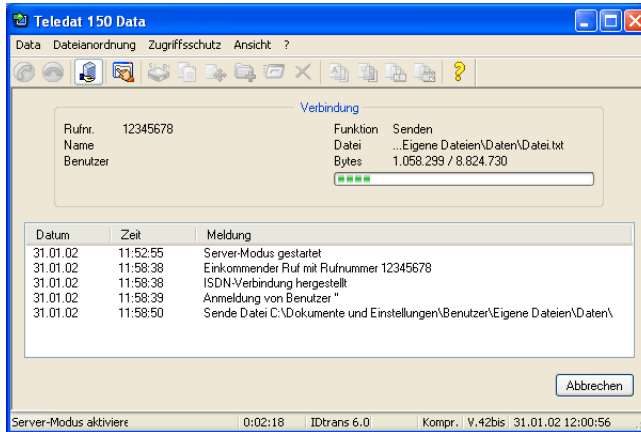 Teledat 150 Data
Data Dateianordnung Zugriffsschutz Ansicht ?
Verbindung
Rufnr. 12345678 Funktion Senden
Name Datei ...Eigene Dateien\Daten\Datei.txt
Benutzer Bytes 1.058.299 / 8.824.730
Datum Zeit Meldung
31.01.02 11:52:55 Server-Modus gestartet
31.01.02 11:58:38 Einkommender Ruf mit Rufnummer 12345678
31.01.02 11:58:38 ISDN-Verbindung hergestellt
31.01.02 11:58:39 Anmeldung von Benutzer ''
31.01.02 11:58:50 Sende Datei C:\Dokumente und Einstellungen\Benutzer\Eigene Dateien\Daten\
Abbrechen
Server-Modus aktiviere 0:02:18 IDtrans 6.0 Kompr. V.42bis 31.01.02 12:00:56